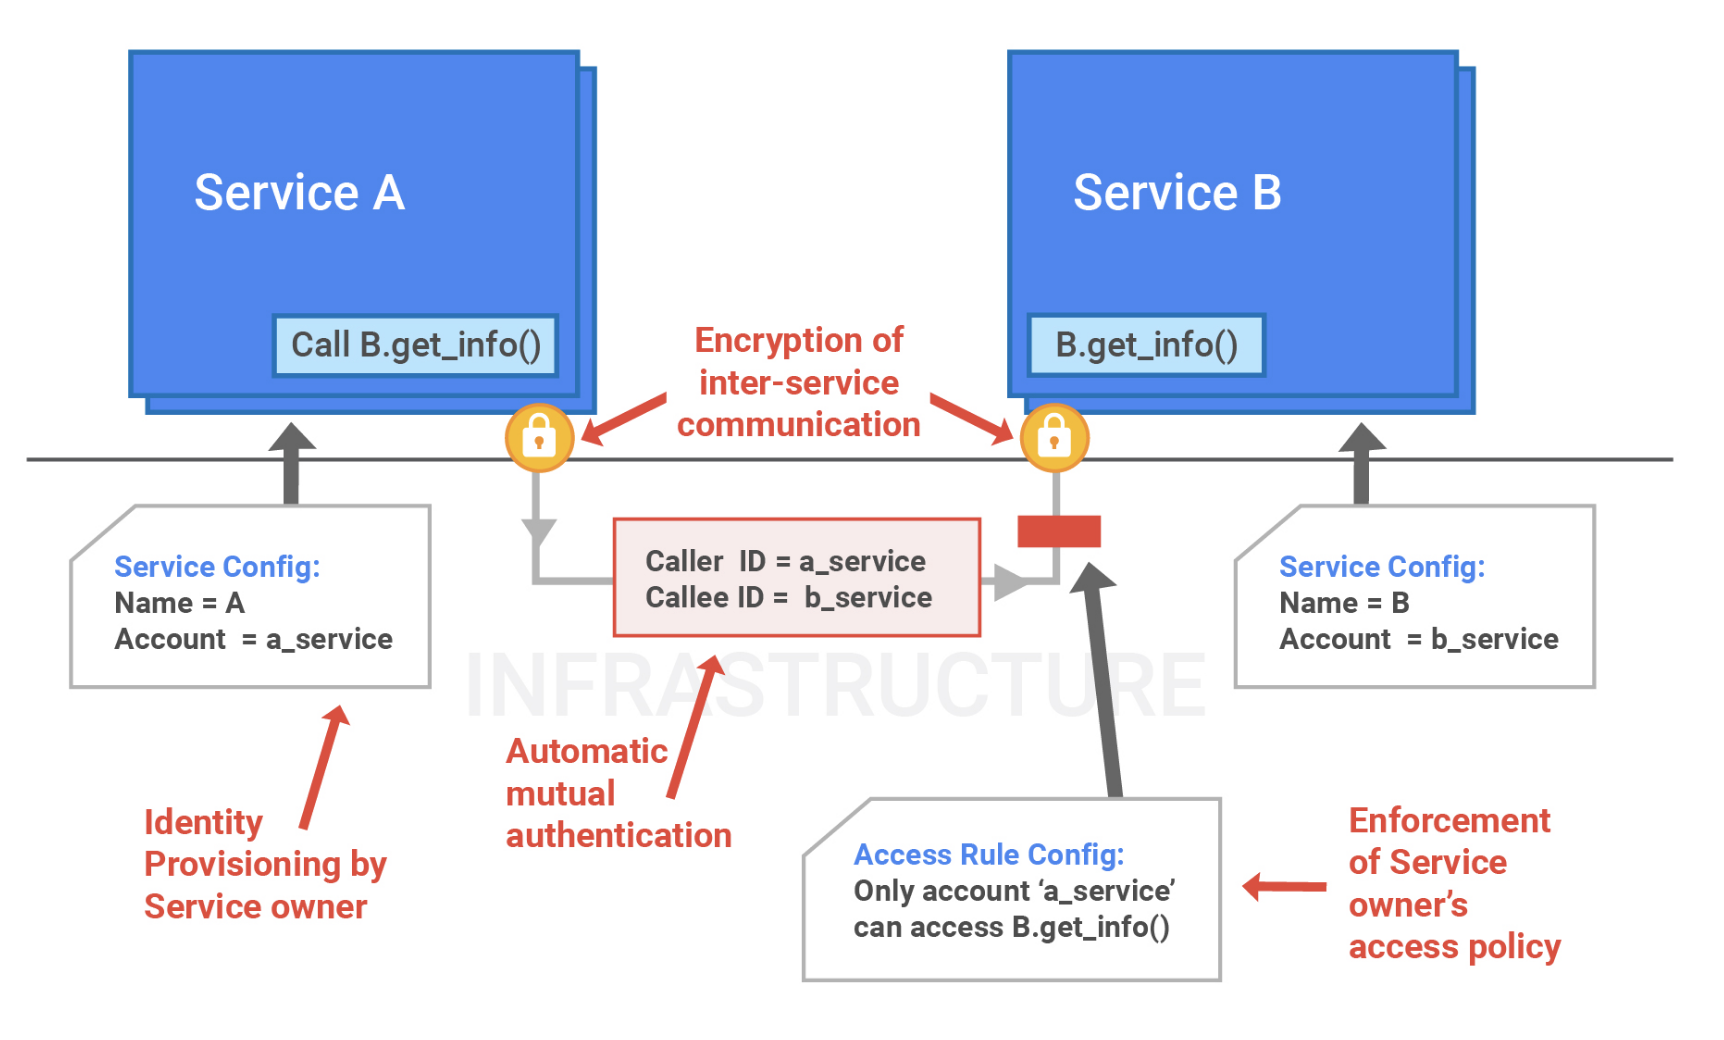 Service A
Call B.get_info()
Service B
B.get_info()
Encryption of
inter-service
communication
Service Config:
Name = A
Account = a_service
Caller ID = a_service
Callee ID = b_service
Service Config:
Name = B
Account = b_service
INFRASTRUCTURE
Identity
Provisioning by
Service owner
Automatic
mutual
authentication
Access Rule Config:
Only account ‘a_service’
can access B.get_info()
Enforcement
of Service
owner’s
access policy